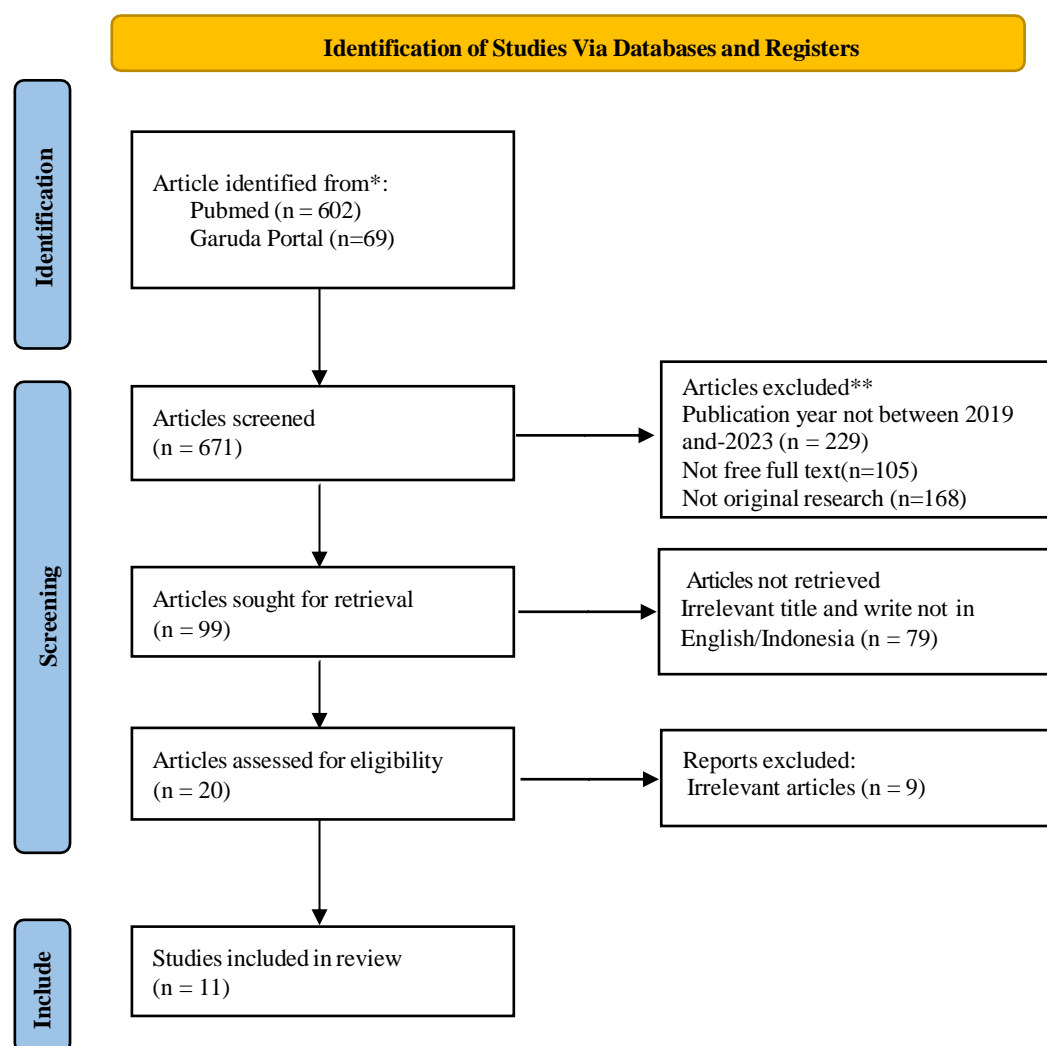 Identification of Studies Via Databases and Registers
Identification
Article identified from*:
Pubmed (n = 602)
Garuda Portal (n=69)
Screening
Articles screened
(n = 671)
Articles excluded**
Publication year not between 2019
and-2023 (n = 229)
Not free full text(n=105)
Not original research (n=168)
Articles sought for retrieval
(n = 99)
Articles not retrieved
Irrelevant title and write not in
English/Indonesia (n = 79)
Articles assessed for eligibility
(n = 20)
Reports excluded:
Irrelevant articles (n = 9)
Include
Studies included in review
(n = 11)